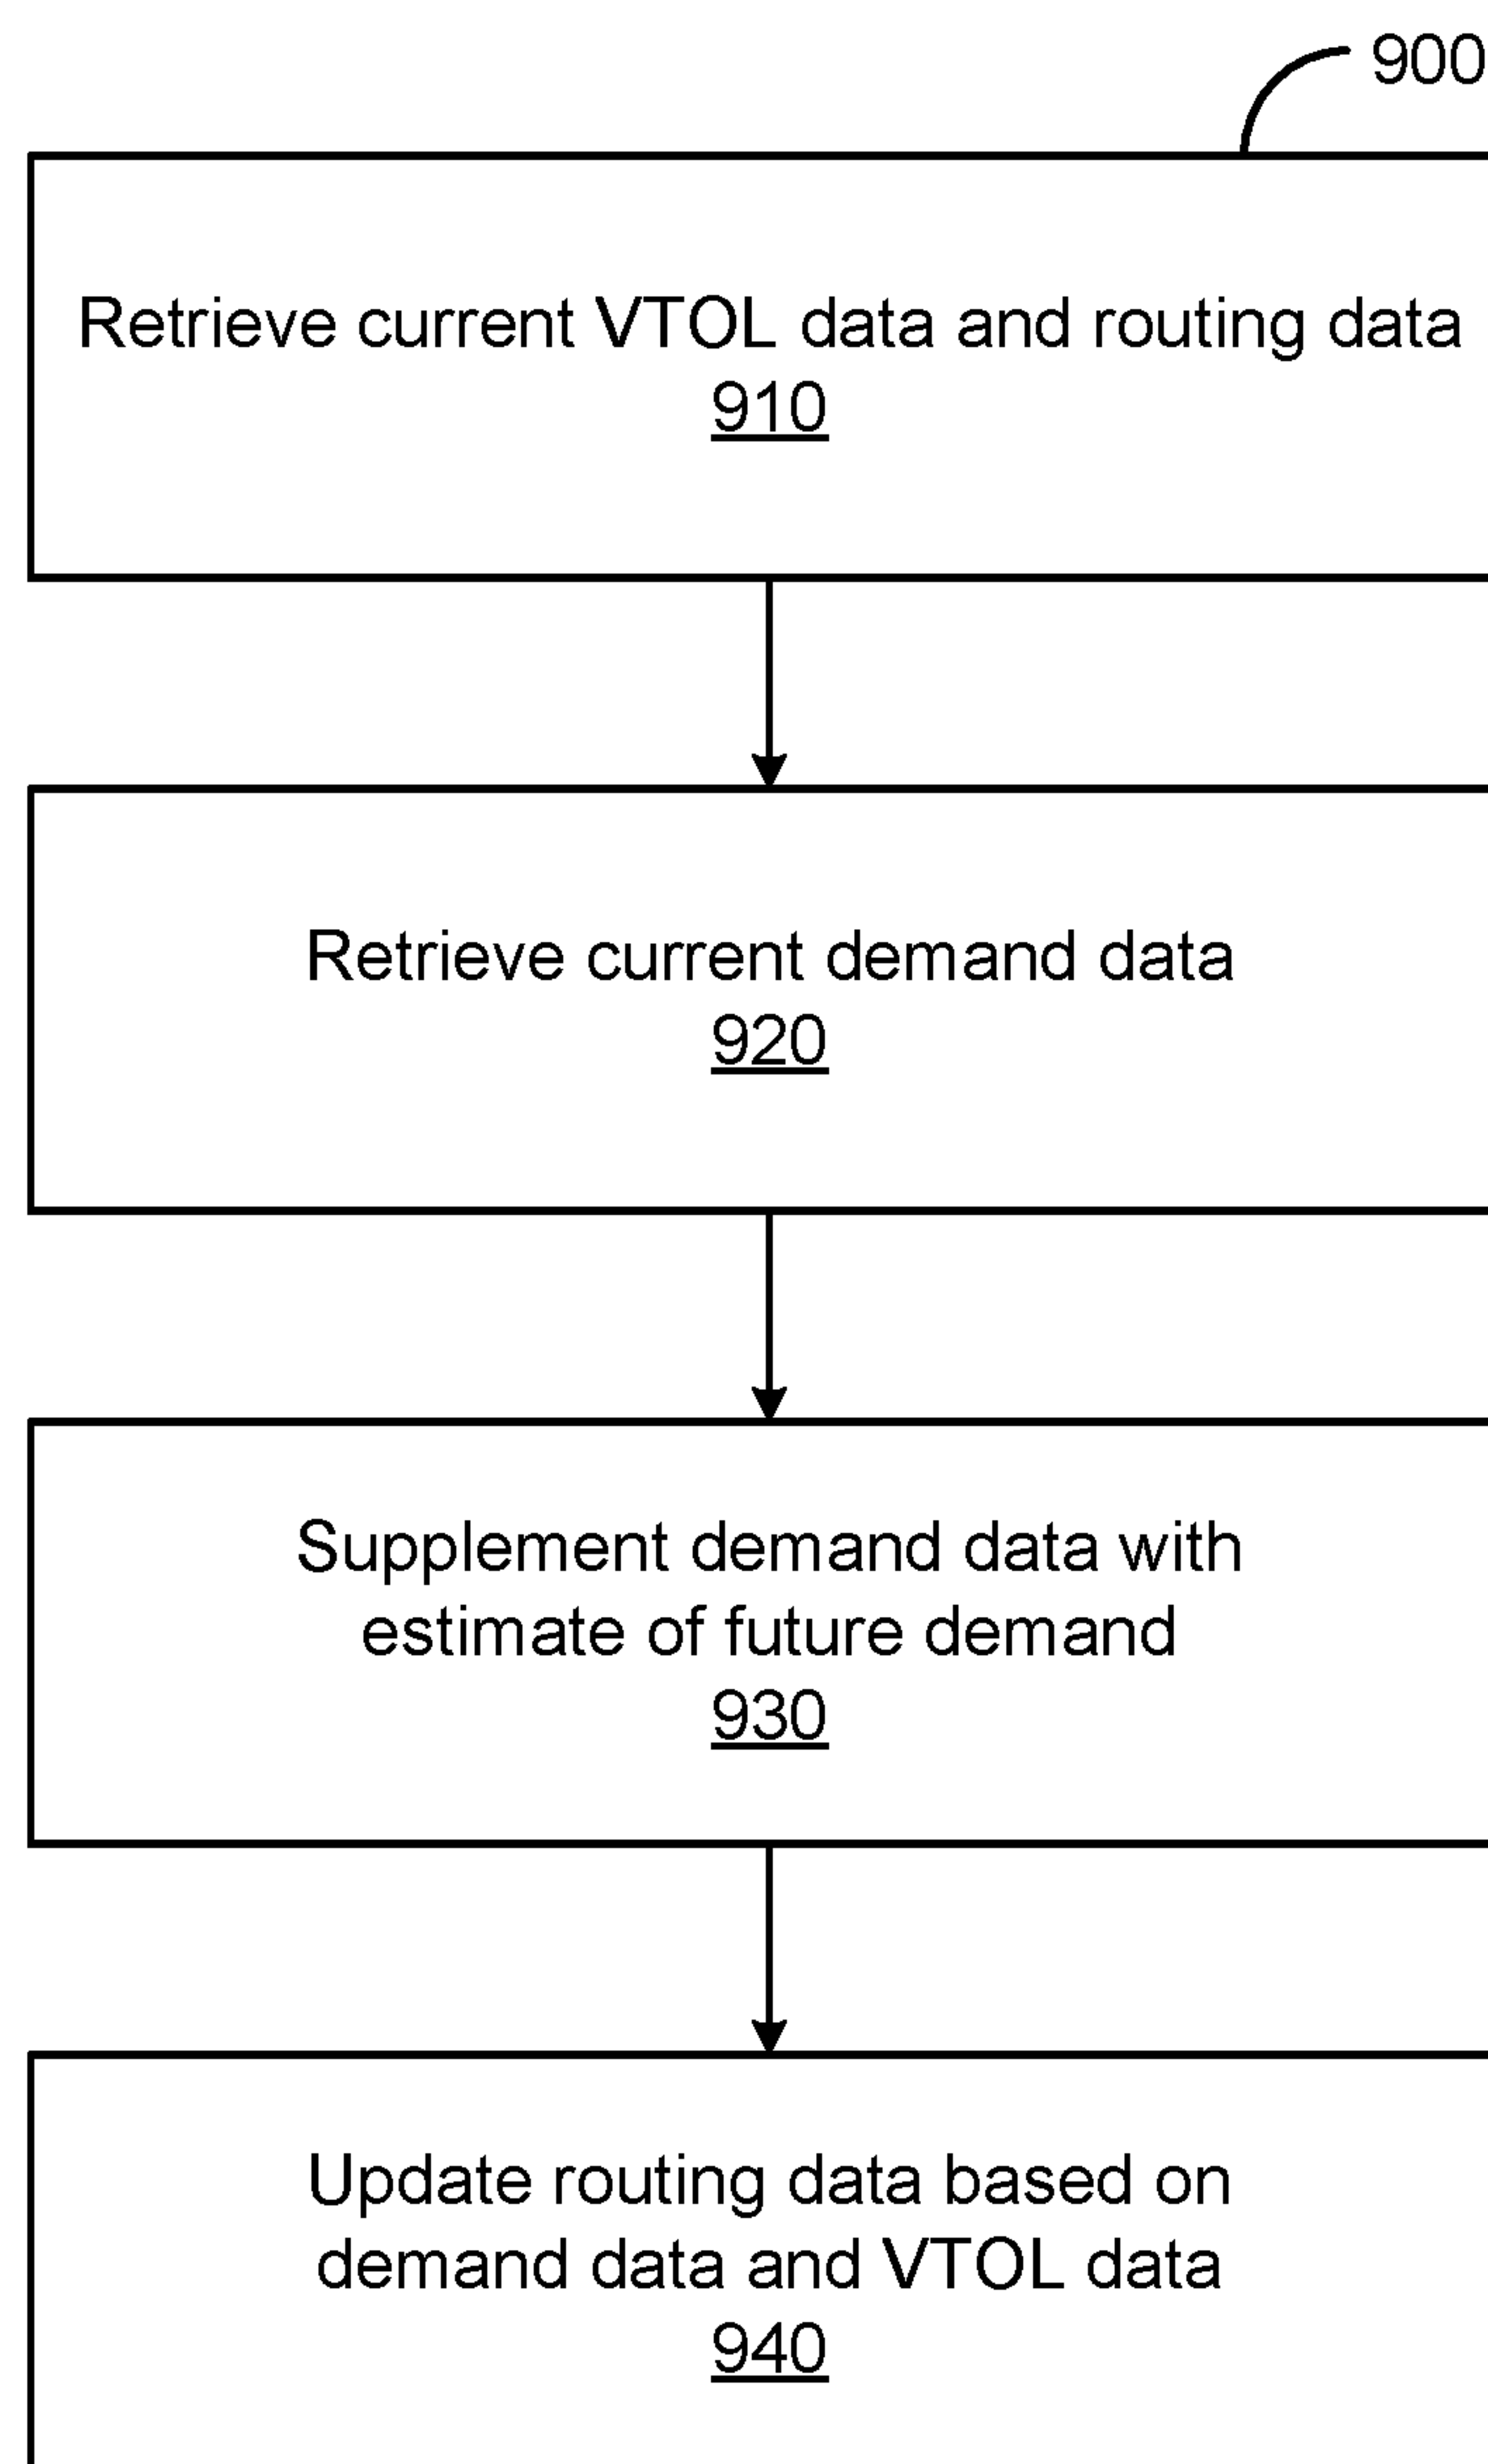 900
Retrieve current VTOL data and routing data
910
Retrieve current demand data
920
Supplement demand data with
estimate of future demand
930
Update routing data based on
demand data and VTOL data
940